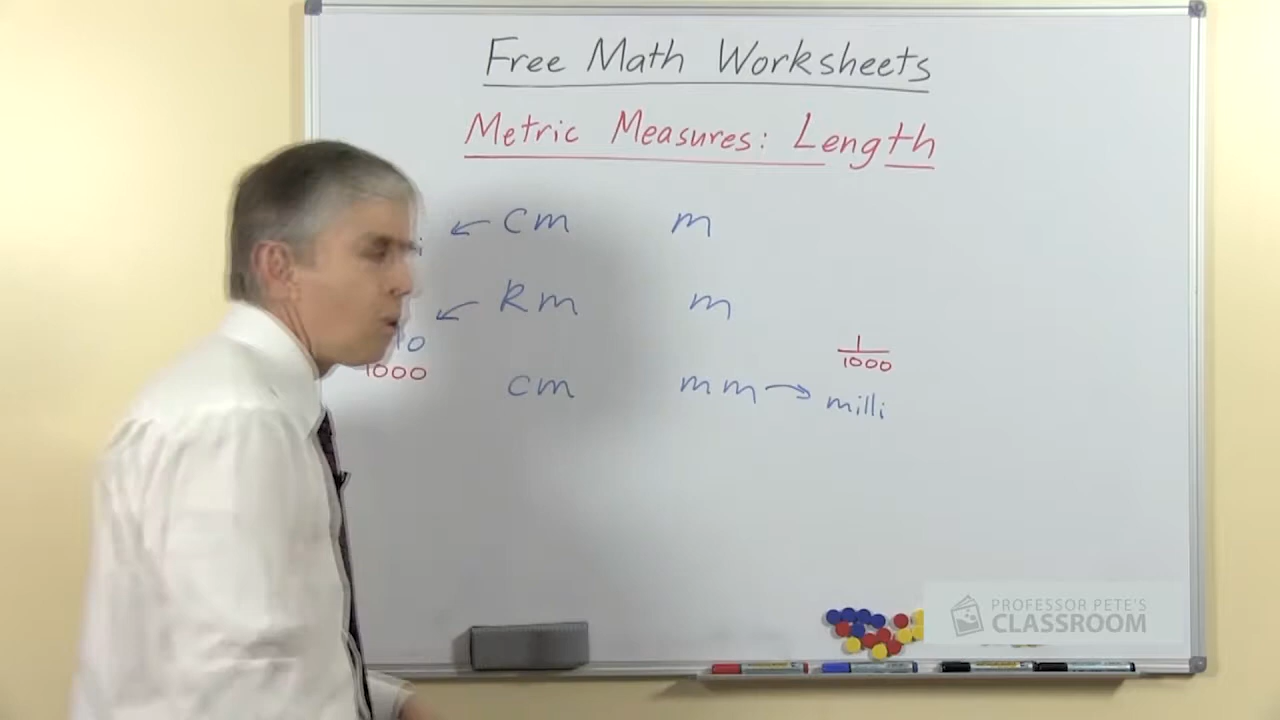 Free Math Worksheets
Metric Measures: Length
cm m
km m
1000
1
1000
cm mm
milli
PROFESSOR PETE'S
CLASSROOM